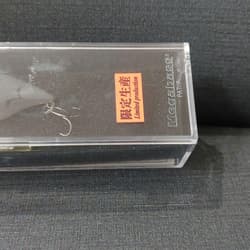 限定生産
Limited production
Megabass